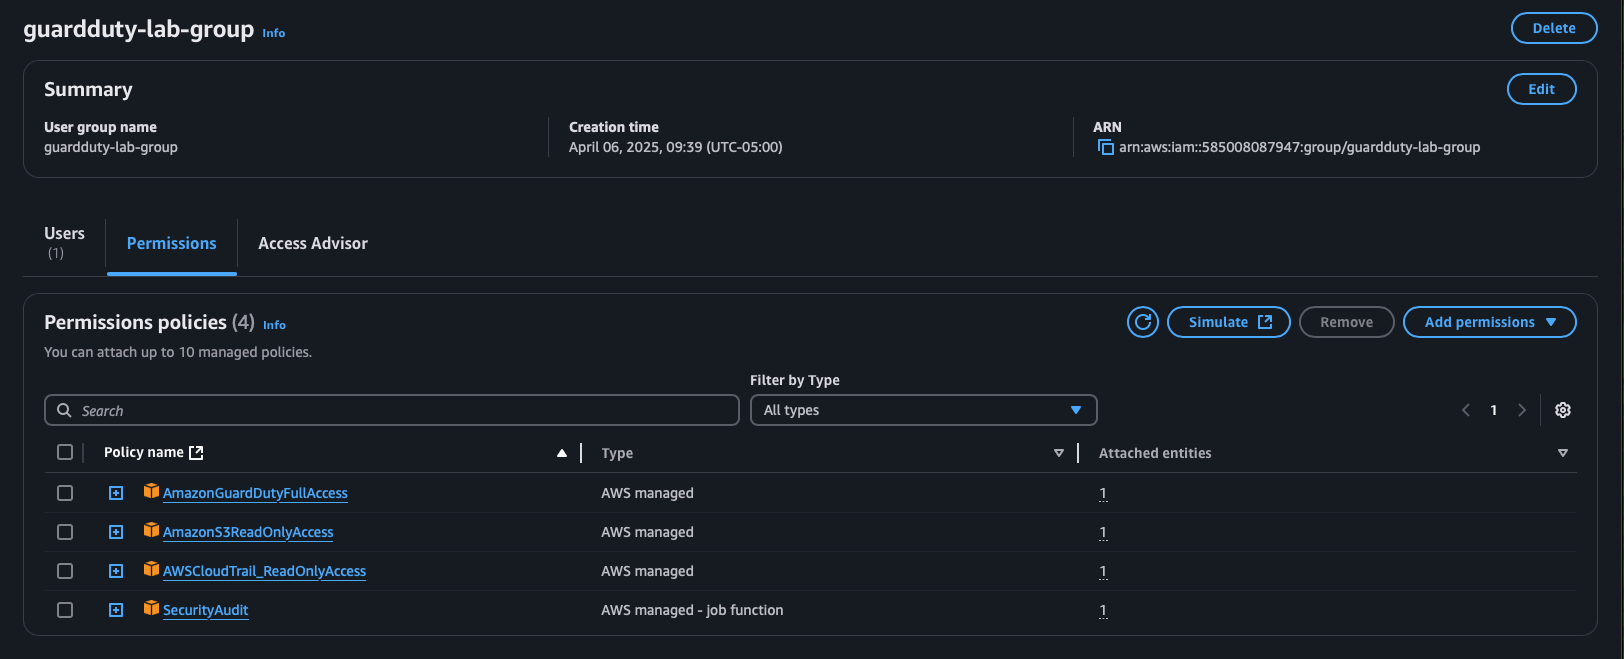 guardduty-lab-group Info
Delete
Summary
Edit
User group name
guardduty-lab-group
Creation time
April 06, 2025, 09:39 (UTC-05:00)
ARN
arn:aws:iam::585008087947:group/guardduty-lab-group
Users
(1)
Permissions
Access Advisor
Permissions policies (4) Info
You can attach up to 10 managed policies.
Simulate
Remove
Add permissions
Filter by Type
Search
All types
1
Policy name
Type
Attached entities
AmazonGuardDutyFullAccess AWS managed 1
AmazonS3ReadOnlyAccess AWS managed 1
AWSCloudTrail_ReadOnlyAccess AWS managed 1
SecurityAudit AWS managed - job function 1